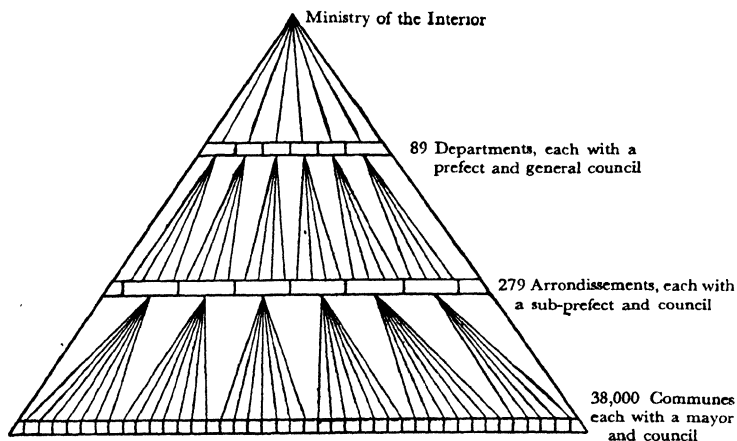 Ministry of the Interior
89 Departments, each with a
prefect and general council
279 Arrondissements, each with
a sub-prefect and council
38,000 Communes
each with a mayor
and council